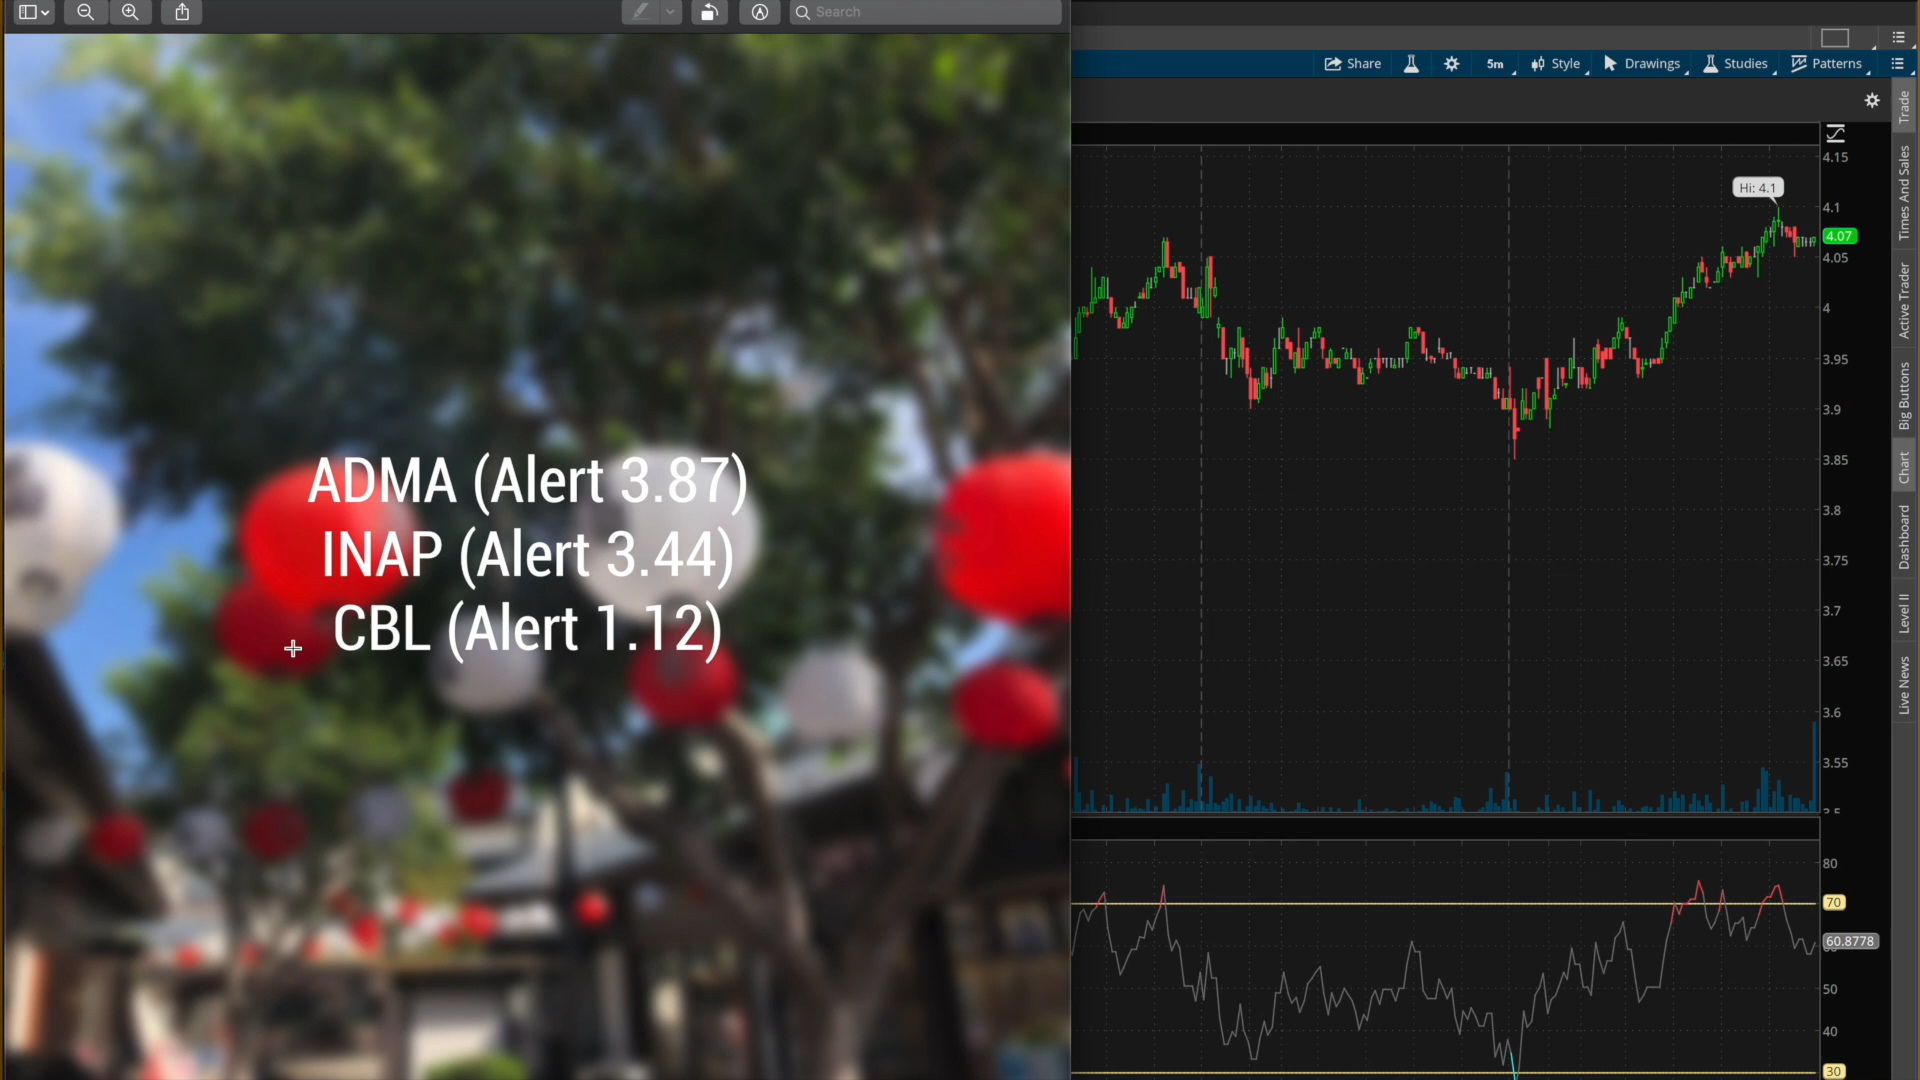 Search
Share
5m
Style
Drawings
Studies
Patterns
Trade
Times And Sales
Active Trader
Big Buttons
Chart
Dashboard
Level II
Live News
ADMA (Alert 3.87)
INAP (Alert 3.44)
CBL (Alert 1.12)
Hi: 4.1
4.15
4.1
4.07
4.05
4
3.95
3.9
3.85
3.8
3.75
3.7
3.65
3.6
3.55
80
70
60.8778
50
40
30